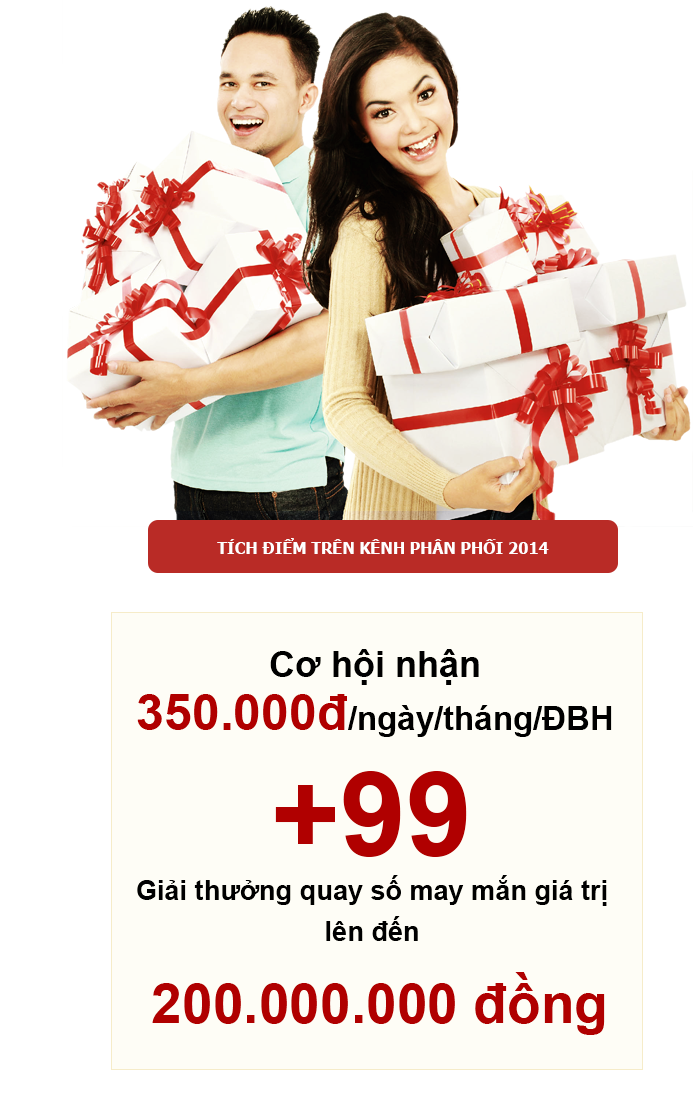 TÍCH ĐIỂM TRÊN KÊNH PHÂN PHỐI 2014
Cơ hội nhận
350.000đ/ngày/tháng/ĐBH
+99
Giải thưởng quay số may mắn giá trị
lên đến
200.000.000 đồng